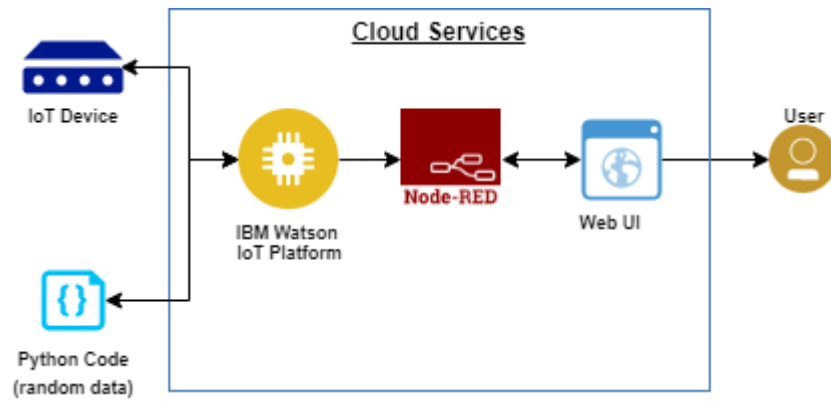 Cloud Services
IoT Device
User
Node-RED
Web UI
IBM Watson
IoT Platform
{}
Python Code
(random data)